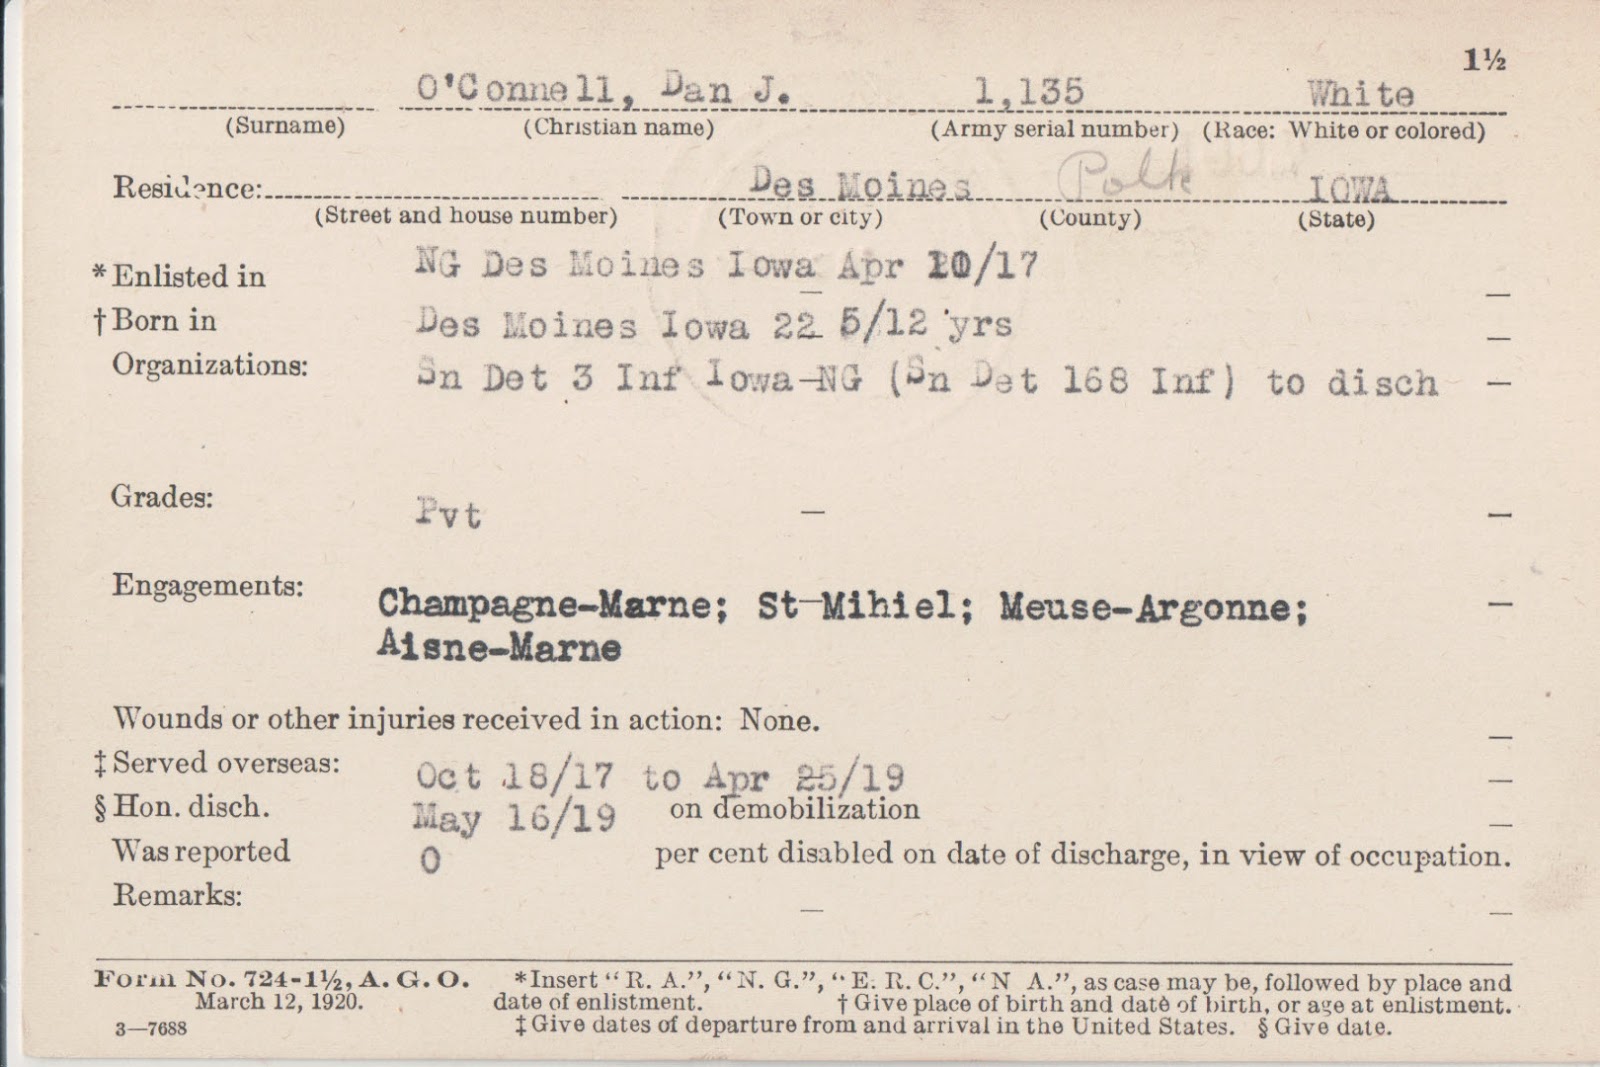 1½
O'Connell, Dan J. 1,135 White
(Surname) (Christian name) (Army serial number) (Race: White or colored)
Residence: Des Moines Polk IOWA
(Street and house number) (Town or city) (County) (State)
*Enlisted in NG Des Moines Iowa Apr 10/17
†Born in Des Moines Iowa 22 5/12 yrs
Organizations: Sn Det 3 Inf Iowa-NG (Sn Det 168 Inf) to disch —
Grades: Pvt — —
Engagements: Champagne-Marne; St-Mihiel; Meuse-Argonne; —
Aisne-Marne
Wounds or other injuries received in action: None.
‡Served overseas: Oct 18/17 to Apr 25/19 —
§Hon. disch. May 16/19 on demobilization —
Was reported 0 per cent disabled on date of discharge, in view of occupation.
Remarks: — —
Form No. 724-1½, A. G. O. *Insert "R. A.", "N. G.", "E. R. C.", "N A.", as case may be, followed by place and
March 12, 1920. date of enlistment. †Give place of birth and date of birth, or age at enlistment.
3—7688 ‡Give dates of departure from and arrival in the United States. §Give date.